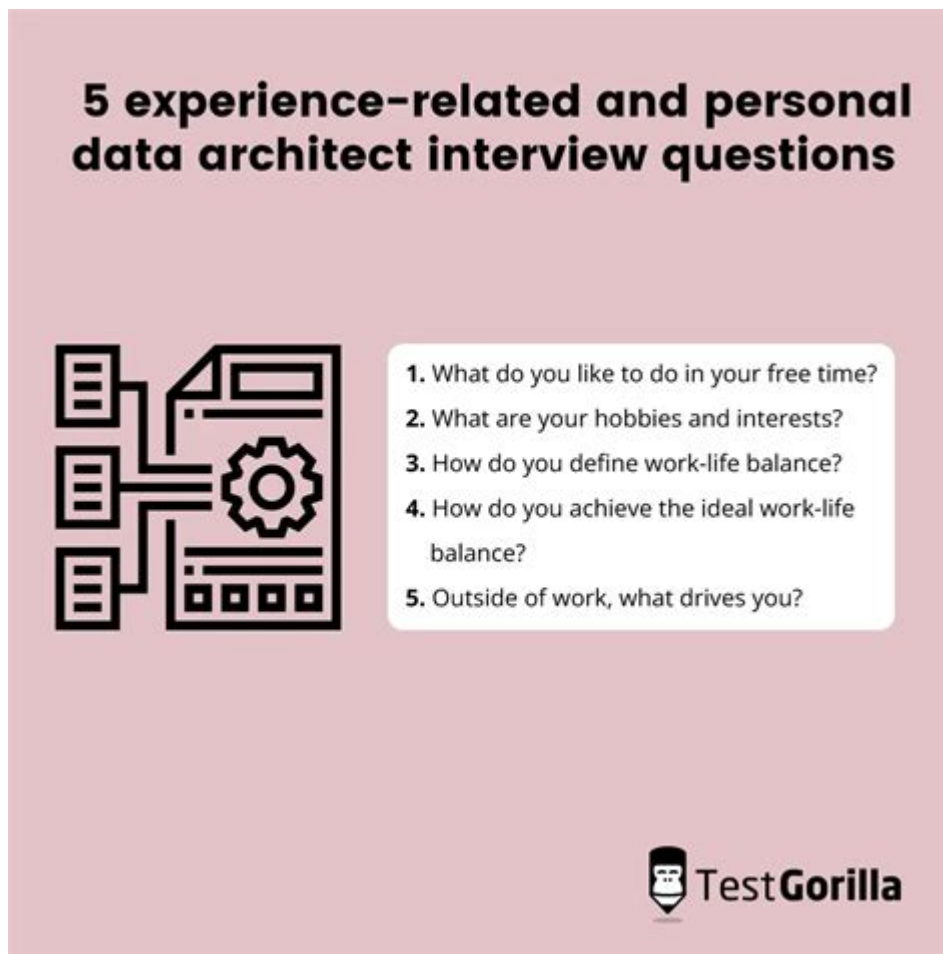 5 experience-related and personal
data architect interview questions
1. What do you like to do in your free time?
2. What are your hobbies and interests?
3. How do you define work-life balance?
4. How do you achieve the ideal work-life
balance?
5. Outside of work, what drives you?
TestGorilla